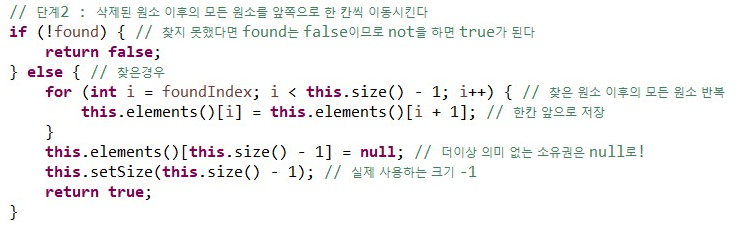 // 단계2 : 삭제된 원소 이후의 모든 원소를 앞쪽으로 한 칸씩 이동시킨다
if (!found) { // 찾지 못했다면 found는 false이므로 not을 하면 true가 된다
    return false;
} else { // 찾은경우
    for (int i = foundIndex; i < this.size() - 1; i++) { // 찾은 원소 이후의 모든 원소 반복
        this.elements()[i] = this.elements()[i + 1]; // 한칸 앞으로 저장
    }
    this.elements()[this.size() - 1] = null; // 더이상 의미 없는 소유권은 null로!
    this.setSize(this.size() - 1); // 실제 사용하는 크기 -1
    return true;
}